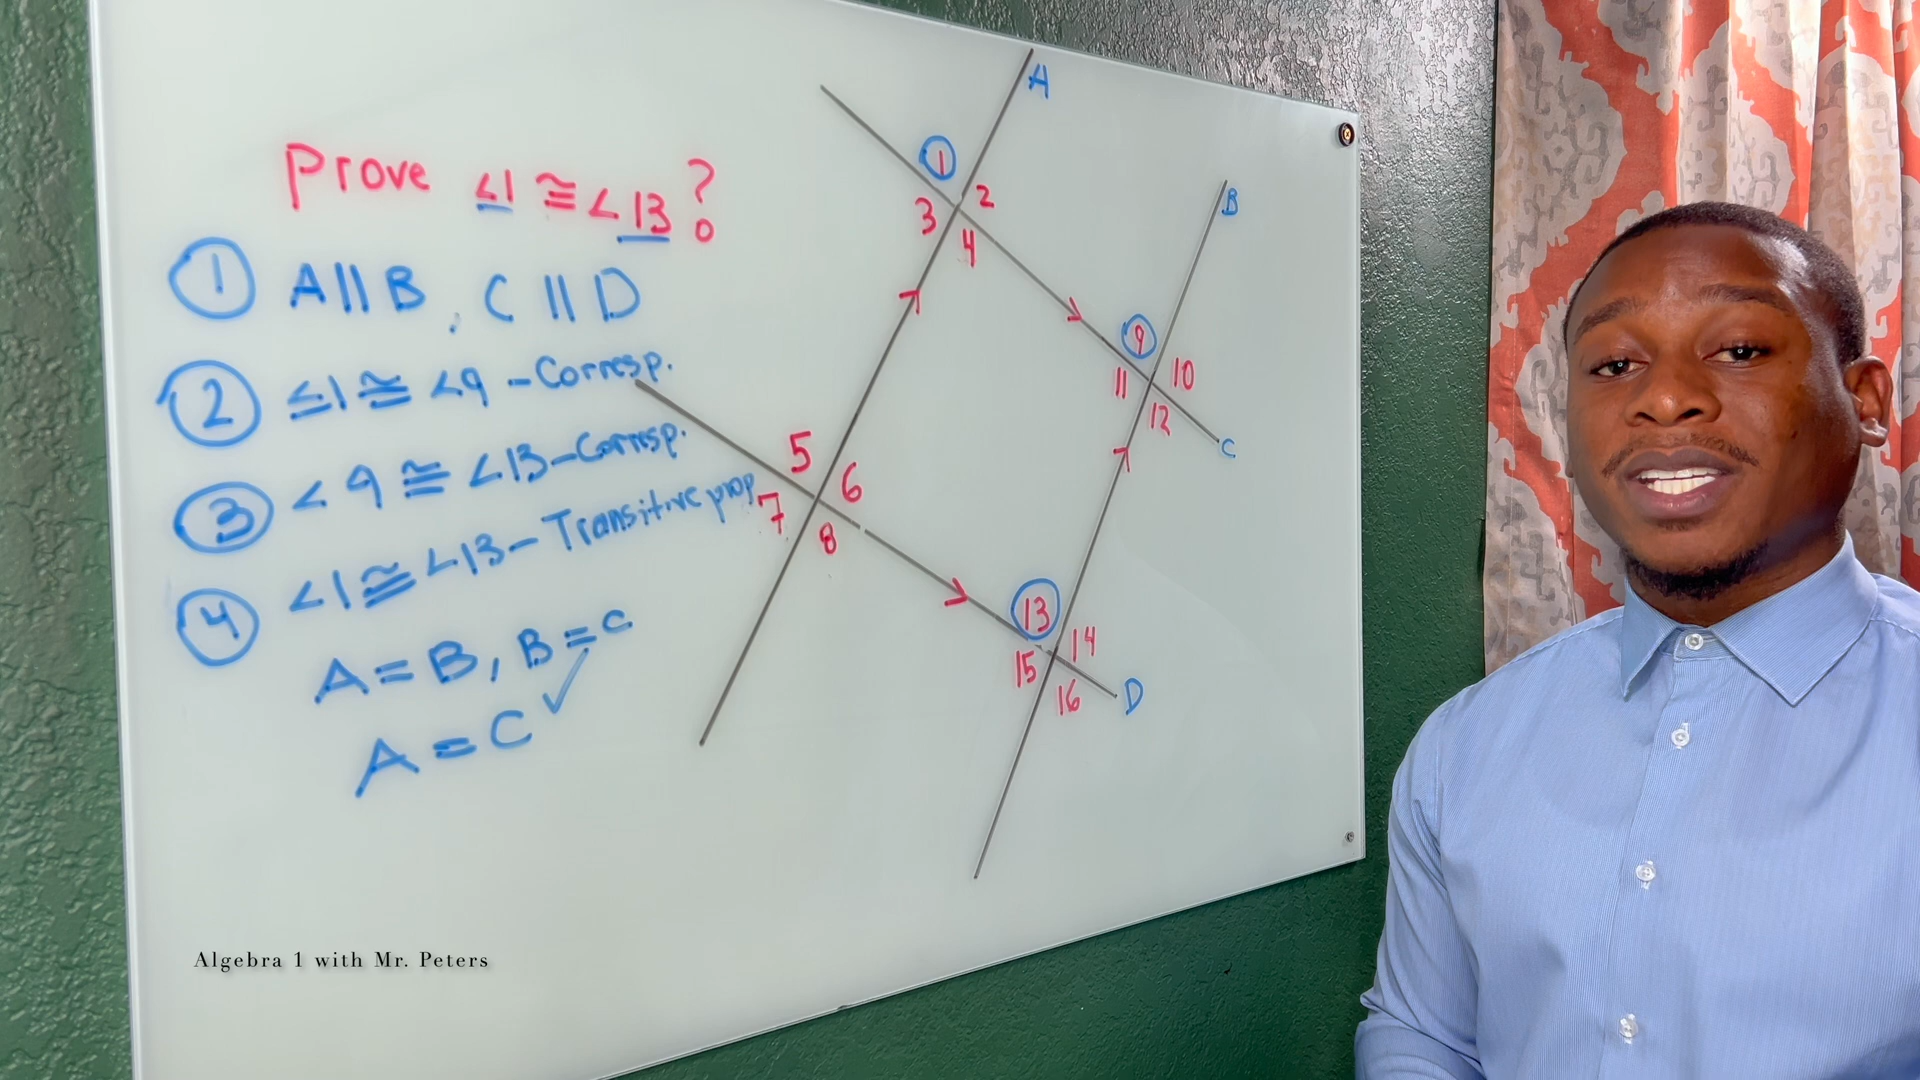 Prove ∠1 ≅ ∠13?
1 A ∥ B, C ∥ D
2 ∠1 ≅ ∠9 - Corresp.
3 ∠9 ≅ ∠13 - Corresp.
4 ∠1 ≅ ∠13 - Transitive prop
A = B, B = C
A = C ✓
A
B
1
2
3
4
9
10
11
12
C
5
6
7
8
13
14
15
16
D
Algebra 1 with Mr. Peters